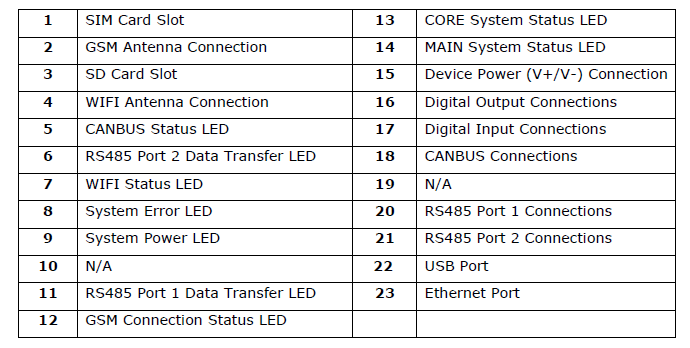 1 SIM Card Slot 13 CORE System Status LED
2 GSM Antenna Connection 14 MAIN System Status LED
3 SD Card Slot 15 Device Power (V+/V-) Connection
4 WIFI Antenna Connection 16 Digital Output Connections
5 CANBUS Status LED 17 Digital Input Connections
6 RS485 Port 2 Data Transfer LED 18 CANBUS Connections
7 WIFI Status LED 19 N/A
8 System Error LED 20 RS485 Port 1 Connections
9 System Power LED 21 RS485 Port 2 Connections
10 N/A 22 USB Port
11 RS485 Port 1 Data Transfer LED 23 Ethernet Port
12 GSM Connection Status LED